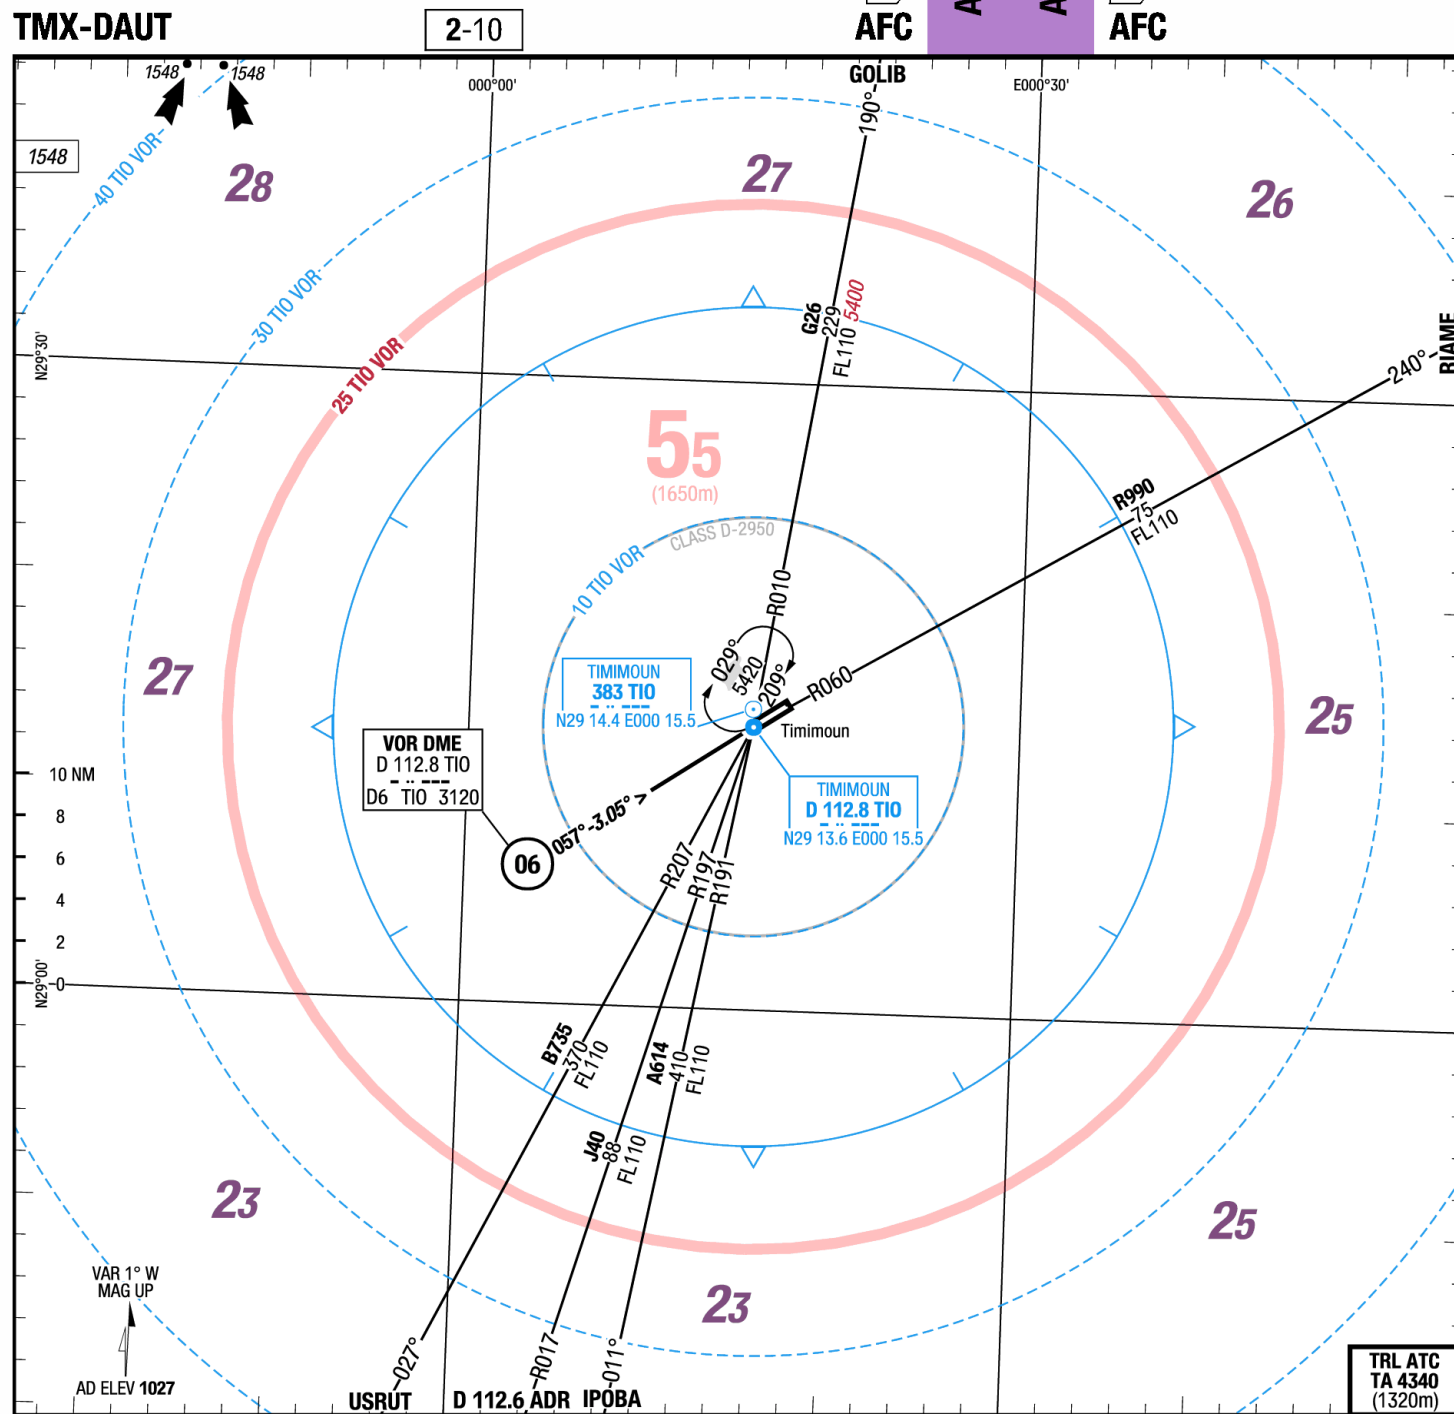 TMX-DAUT
2-10
AFC
A
A
AFC
1548
1548
000°00'
GOLIB
E000°30'
190°
1548
40 TIO VOR
28
27
26
30 TIO VOR
G26
229
5400
FL110
N29°30'
25 TIO VOR
RIAME
240°
55
(1650m)
R990
75
FL110
CLASS D-2950
10 TIO VOR
R010
029°
5420
209°
R060
TIMIMOUN
383 TIO
N29 14.4 E000 15.5
27
25
Timimoun
VOR DME
D 112.8 TIO
D6 TIO 3120
10 NM
8
6
4
2
0
TIMIMOUN
D 112.8 TIO
N29 13.6 E000 15.5
057°-3.05° >
06
R207
R197
R191
N29°00'
B735
370
FL110
A614
410
FL110
J40
88
FL110
23
25
23
VAR 1° W
MAG UP
AD ELEV 1027
027°
R017
011°
USRUT
D 112.6 ADR
IPOBA
TRL ATC
TA 4340
(1320m)